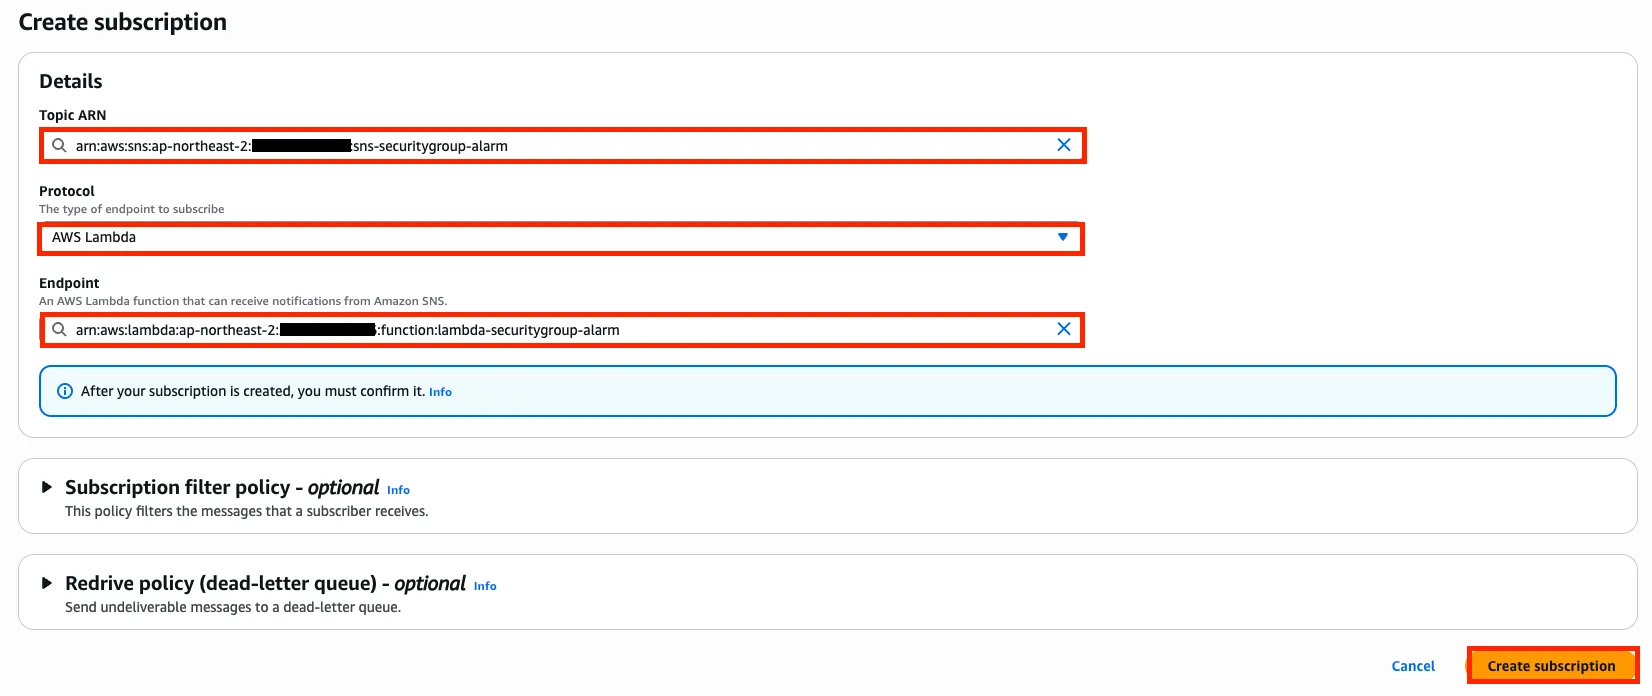 Create subscription
Details
Topic ARN
arn:aws:sns:ap-northeast-2: :sns-securitygroup-alarm
Protocol
The type of endpoint to subscribe
AWS Lambda
Endpoint
An AWS Lambda function that can receive notifications from Amazon SNS.
arn:aws:lambda:ap-northeast-2: :function:lambda-securitygroup-alarm
After your subscription is created, you must confirm it. Info
Subscription filter policy - optional Info
This policy filters the messages that a subscriber receives.
Redrive policy (dead-letter queue) - optional Info
Send undeliverable messages to a dead-letter queue.
Cancel Create subscription